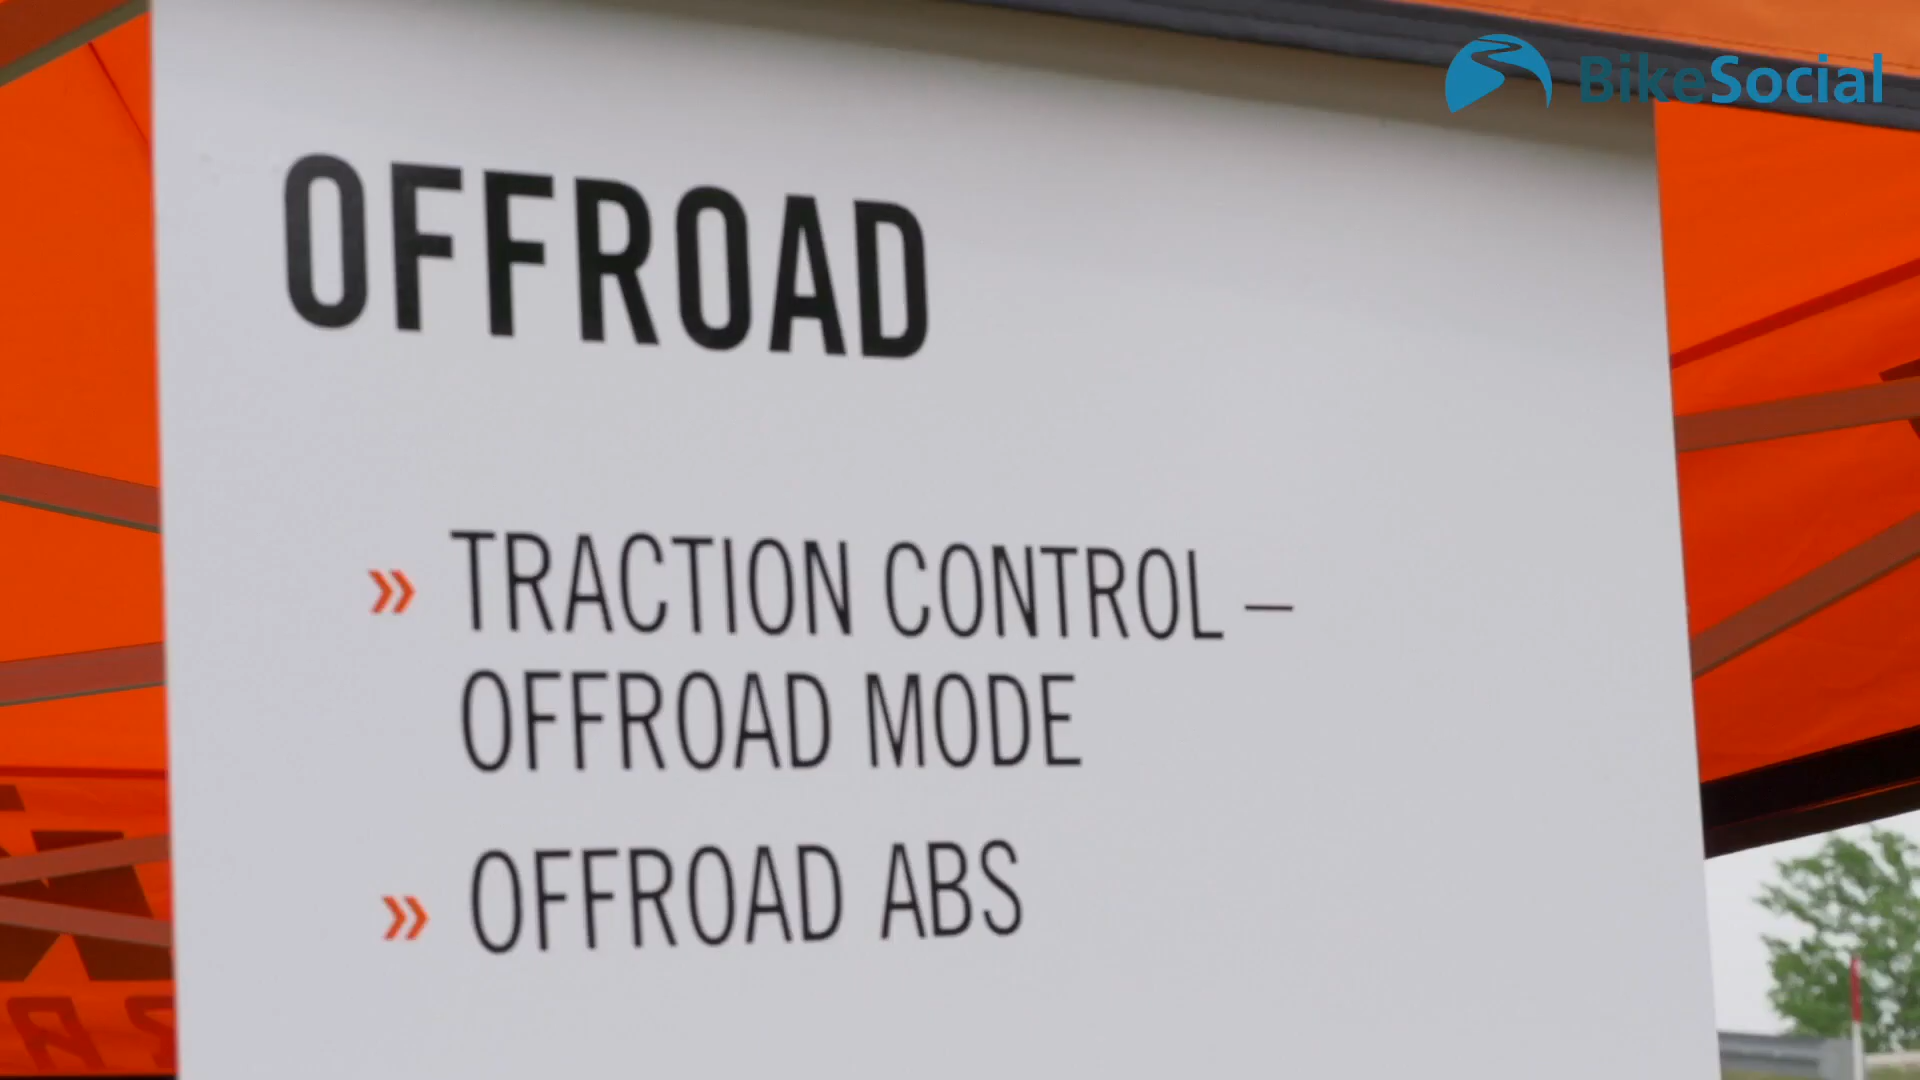 BikeSocial
OFFROAD
» TRACTION CONTROL –
OFFROAD MODE
» OFFROAD ABS